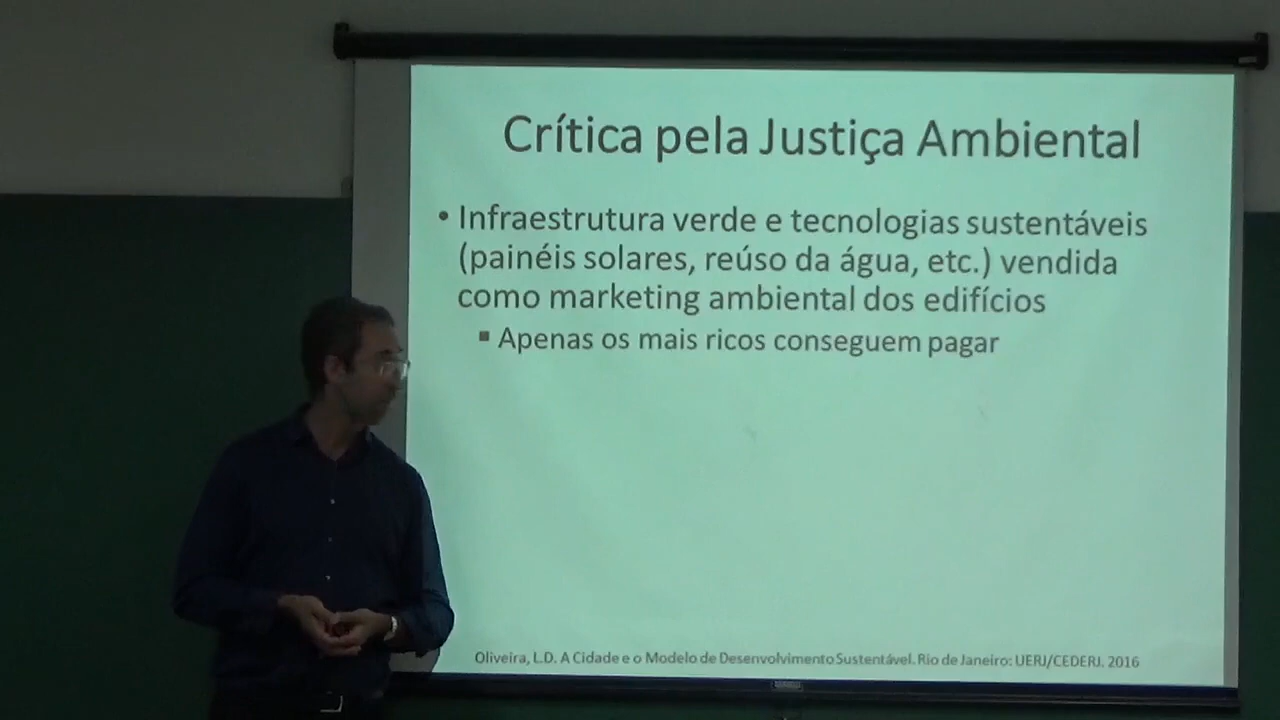 Crítica pela Justiça Ambiental
• Infraestrutura verde e tecnologias sustentáveis
(painéis solares, reúso da água, etc.) vendida
como marketing ambiental dos edifícios
▪ Apenas os mais ricos conseguem pagar
Oliveira, L.D. A Cidade e o Modelo de Desenvolvimento Sustentável. Rio de Janeiro: UERJ/CEDERJ. 2016